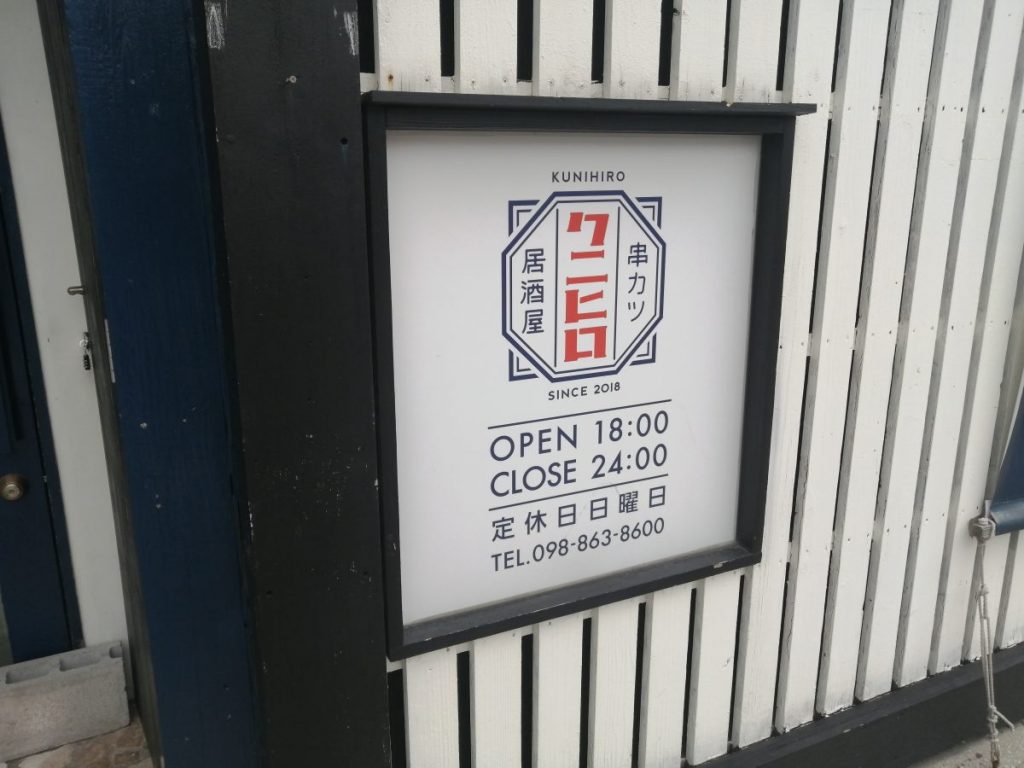 KUNIHIRO
串カツ
クニヒロ
居酒屋
SINCE 2018
OPEN 18:00
CLOSE 24:00
定休日日曜日
TEL.098-863-8600